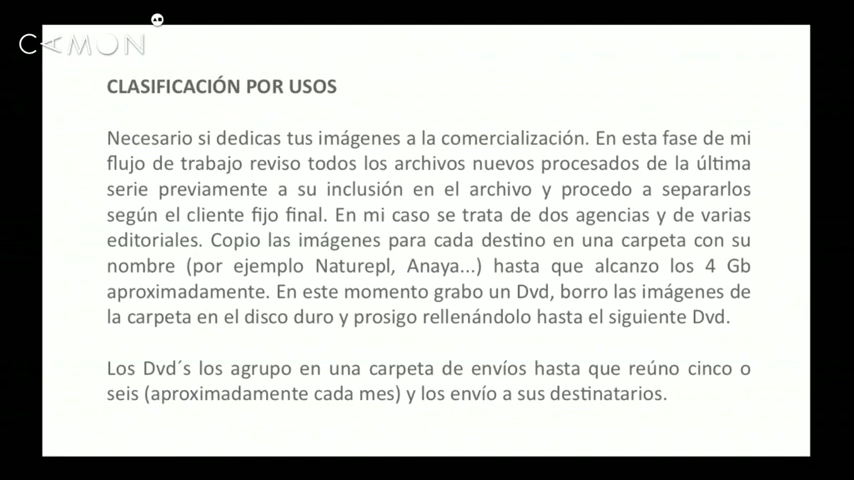 CAMON
CLASIFICACIÓN POR USOS
Necesario si dedicas tus imágenes a la comercialización. En esta fase de mi
flujo de trabajo reviso todos los archivos nuevos procesados de la última
serie previamente a su inclusión en el archivo y procedo a separarlos
según el cliente fijo final. En mi caso se trata de dos agencias y de varias
editoriales. Copio las imágenes para cada destino en una carpeta con su
nombre (por ejemplo Naturepl, Anaya...) hasta que alcanzo los 4 Gb
aproximadamente. En este momento grabo un Dvd, borro las imágenes de
la carpeta en el disco duro y prosigo rellenándolo hasta el siguiente Dvd.
Los Dvd´s los agrupo en una carpeta de envíos hasta que reúno cinco o
seis (aproximadamente cada mes) y los envío a sus destinatarios.